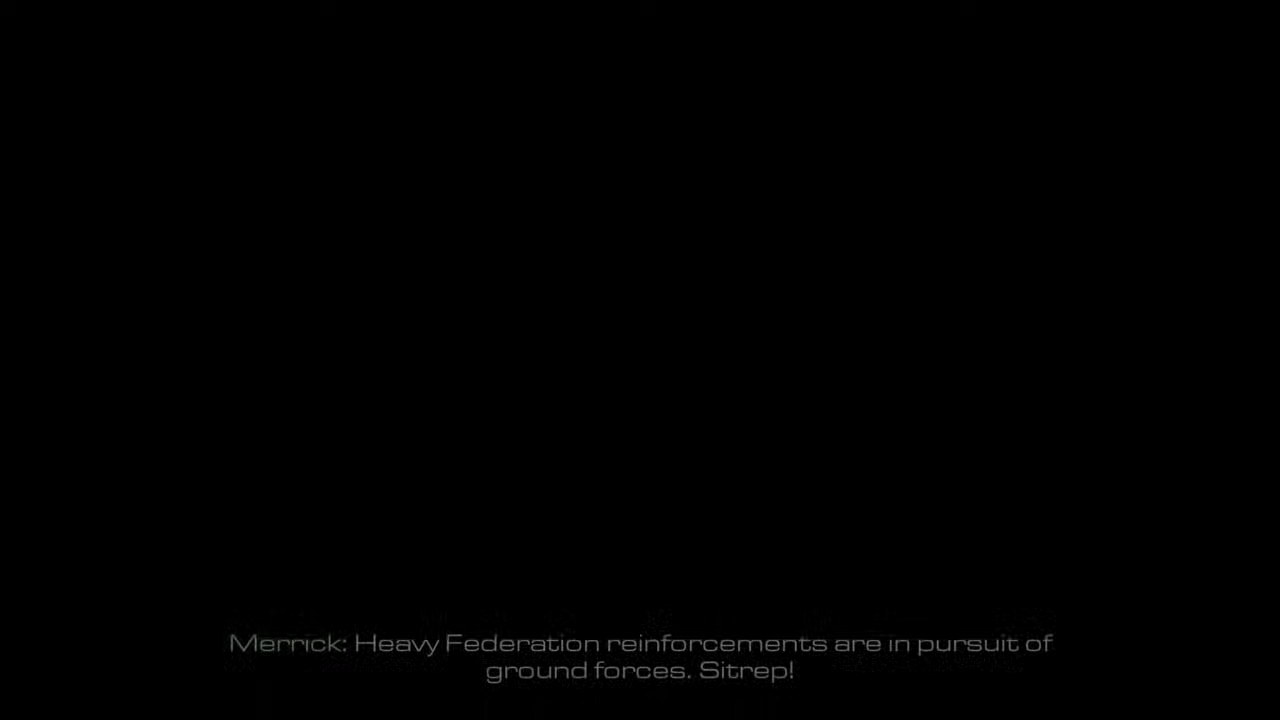 Merrick: Heavy Federation reinforcements are in pursuit of
ground forces. Sitrep!